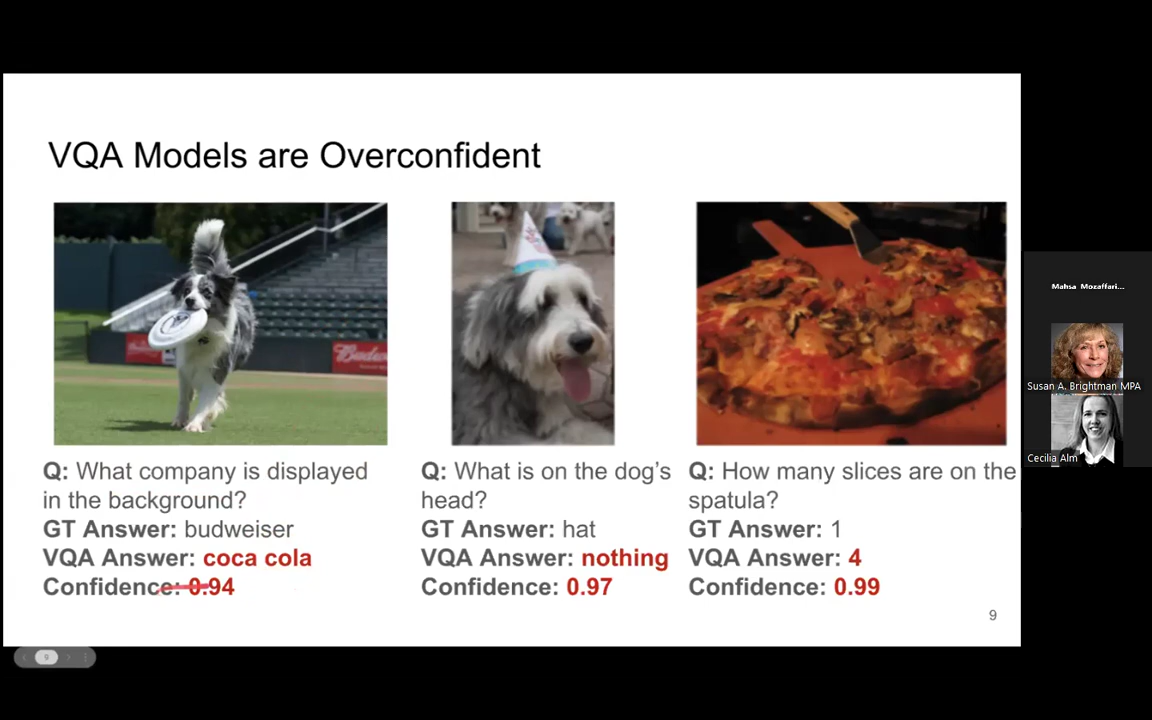 VQA Models are Overconfident
Q: What company is displayed
in the background?
GT Answer: budweiser
VQA Answer: coca cola
Confidence: 0.94
Q: What is on the dog's
head?
GT Answer: hat
VQA Answer: nothing
Confidence: 0.97
Q: How many slices are on the
spatula?
GT Answer: 1
VQA Answer: 4
Confidence: 0.99
9
9
Mahsa Mozaffari...
Susan A. Brightman MPA
Cecilia Alm